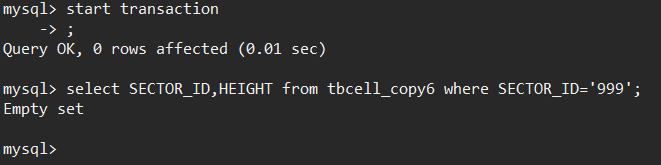 mysql> start transaction
-> ;
Query OK, 0 rows affected (0.01 sec)
mysql> select SECTOR_ID,HEIGHT from tbcell_copy6 where SECTOR_ID='999';
Empty set
mysql>